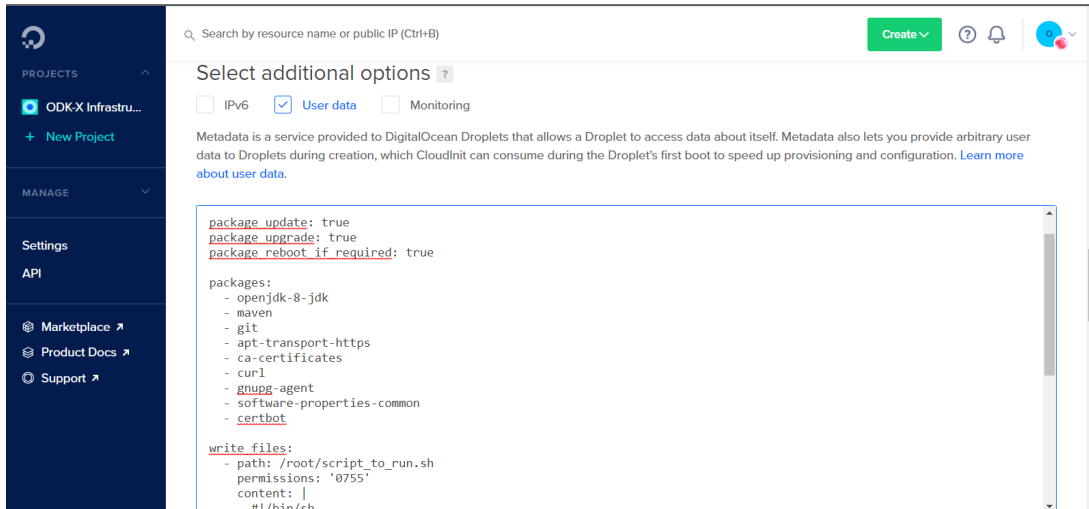 Search by resource name or public IP (Ctrl+B)
Create
PROJECTS
ODK-X Infrastru...
+ New Project
MANAGE
Settings
API
Marketplace
Product Docs
Support
Select additional options ?
IPv6
User data
Monitoring
Metadata is a service provided to DigitalOcean Droplets that allows a Droplet to access data about itself. Metadata also lets you provide arbitrary user
data to Droplets during creation, which CloudInit can consume during the Droplet's first boot to speed up provisioning and configuration. Learn more
about user data.
package_update: true
package_upgrade: true
package_reboot_if_required: true
packages:
- openjdk-8-jdk
- maven
- git
- apt-transport-https
- ca-certificates
- curl
- gnupg-agent
- software-properties-common
- certbot
write_files:
- path: /root/script_to_run.sh
permissions: '0755'
content: |
#!/bin/sh